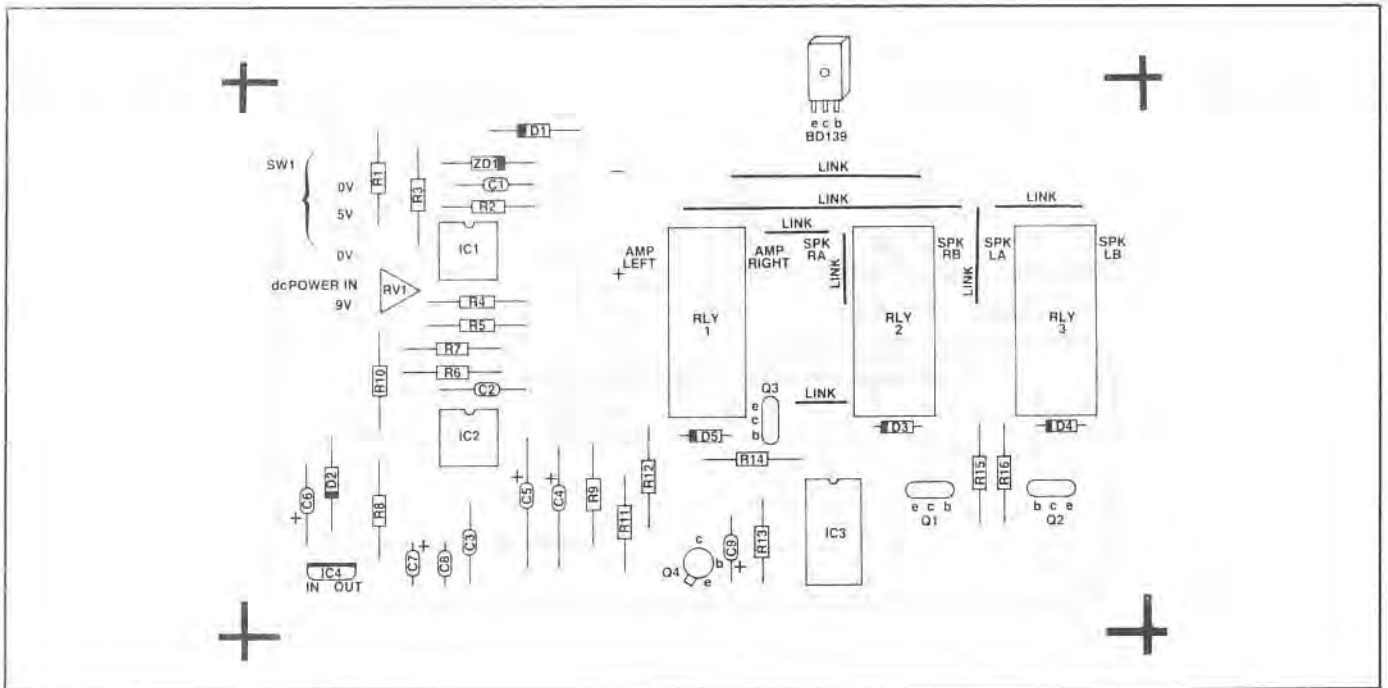 e c b
BD139
D1
ZD1
C1
R2
R1
R3
SW1
0V
5V
0V
dcPOWER IN
9V
RV1
IC1
R4
R5
R7
R6
C2
R10
IC2
−
+
LINK
LINK
LINK
LINK
LINK
LINK
AMP
LEFT
AMP
RIGHT
SPK
RA
SPK
RB
SPK
LA
SPK
LB
RLY
1
RLY
2
RLY
3
LINK
Q3
e
c
b
D5
D3
D4
R14
R15
R16
R12
+
C6
D2
R8
+
C5
+
C4
R9
R11
IC4
IN OUT
C7
+
C8
C3
Q4
c
b
e
C9
+
R13
IC3
e c b
Q1
b c e
Q2